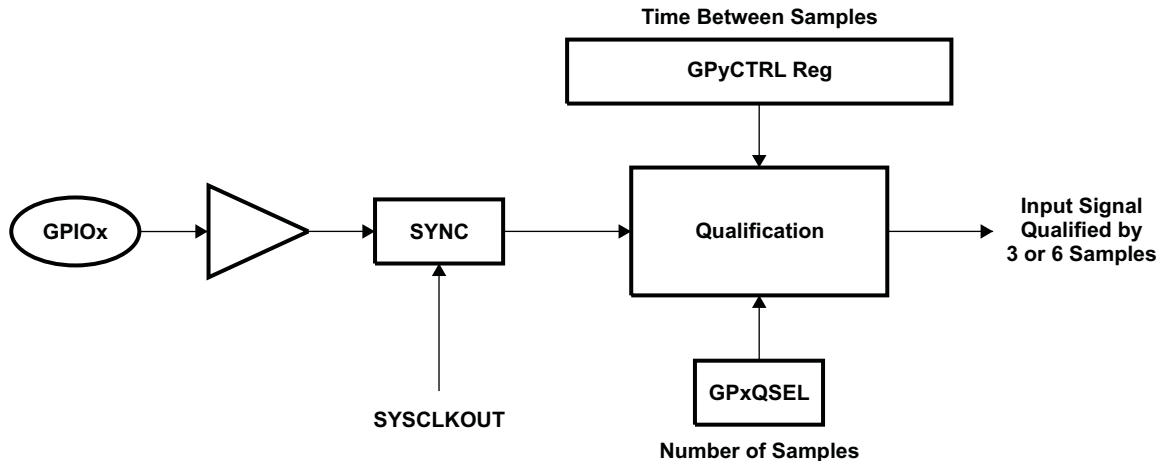 Time Between Samples
GPyCTRL Reg
GPIOx
SYNC
Qualification
Input Signal
Qualified by
3 or 6 Samples
SYSCLKOUT
GPxQSEL
Number of Samples